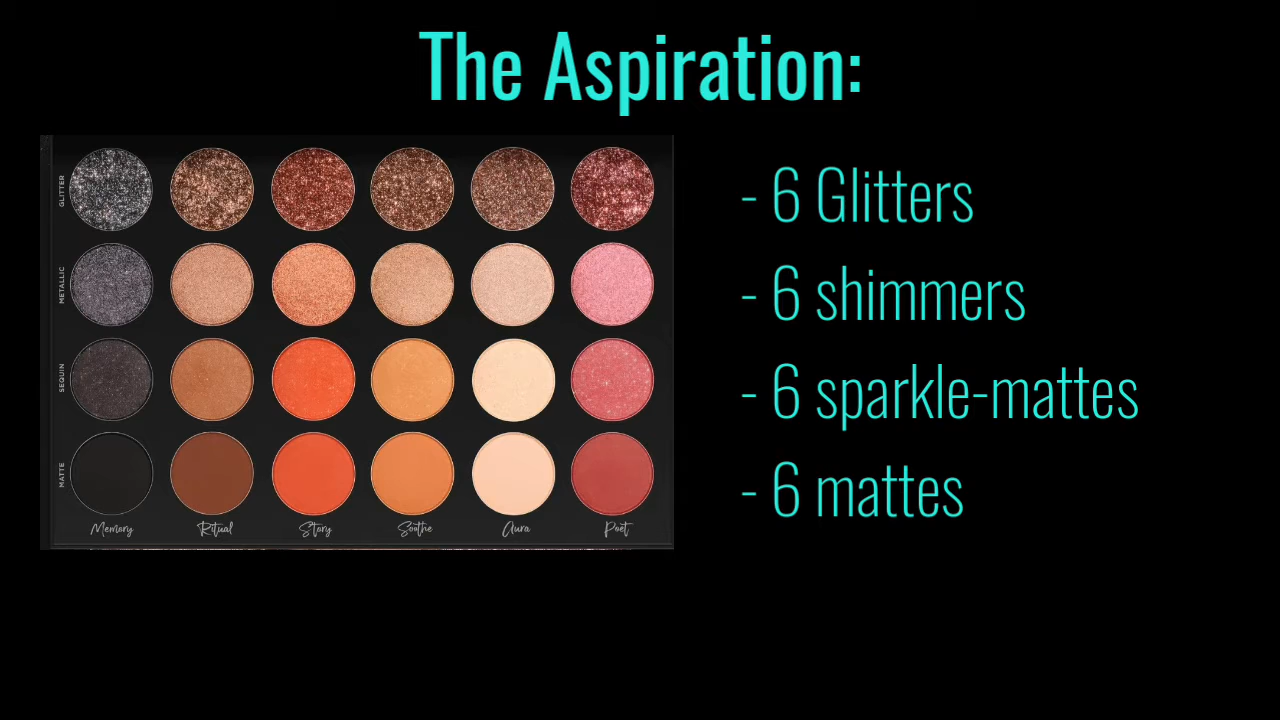 The Aspiration:
GLITTER
METALLIC
SEQUIN
MATTE
Memory Ritual Story Soothe Aura Poet
- 6 Glitters
- 6 shimmers
- 6 sparkle-mattes
- 6 mattes